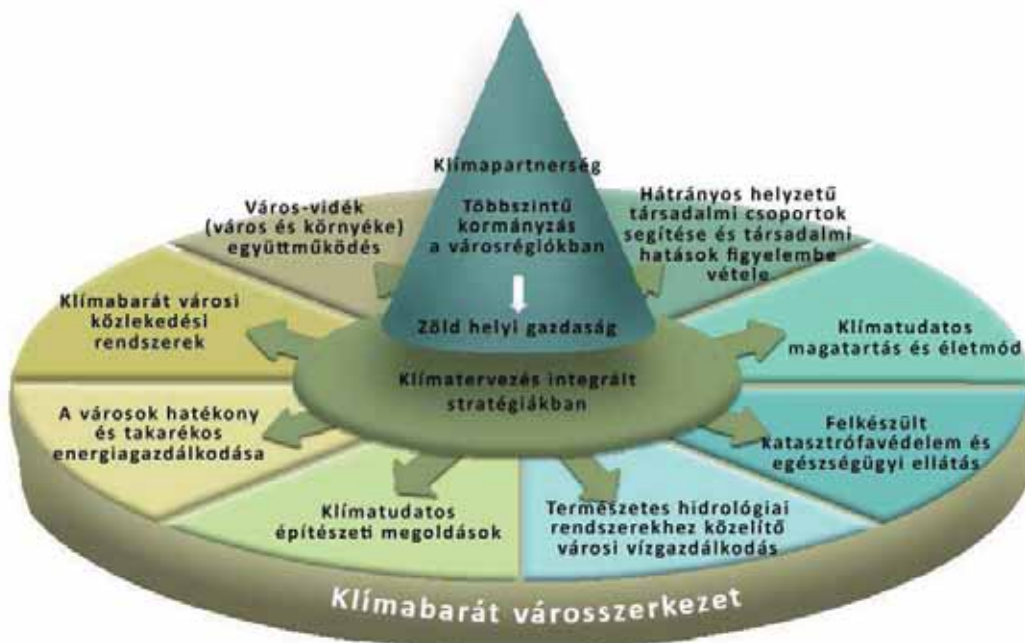 Klímapartnerség
Többszintű
kormányzás
a városrégiókban
Zöld helyi gazdaság
Klímatervezés integrált
stratégiákban
Város-vidék
(város és környéke)
együttműködés
Hátrányos helyzetű
társadalmi csoportok
segítése és társadalmi
hatások figyelembe
vétele
Klímabarát városi
közlekedési
rendszerek
Klímatudatos
magatartás és életmód
A városok hatékony
és takarékos
energiagazdálkodása
Felkészült
katasztrófavédelem és
egészségügyi ellátás
Klímatudatos
építészeti megoldások
Természetes hidrológiai
rendszerekhez közelítő
városi vízgazdálkodás
Klímabarát városszerkezet